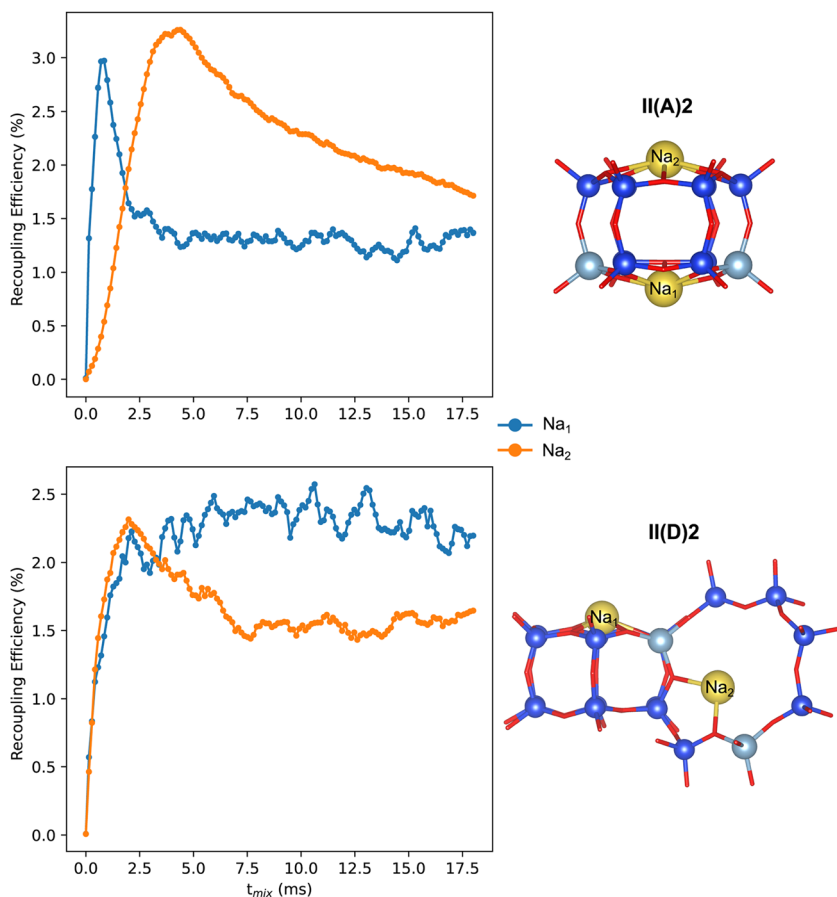 3.0
2.5
2.0
1.5
1.0
0.5
0.0
Recoupling Efficiency (%)
0.0 2.5 5.0 7.5 10.0 12.5 15.0 17.5
II(A)2
Na₂
Na₁
Na₁
Na₂
2.5
2.0
1.5
1.0
0.5
0.0
Recoupling Efficiency (%)
0.0 2.5 5.0 7.5 10.0 12.5 15.0 17.5
tₘᵢₓ (ms)
II(D)2
Na₁
Na₂